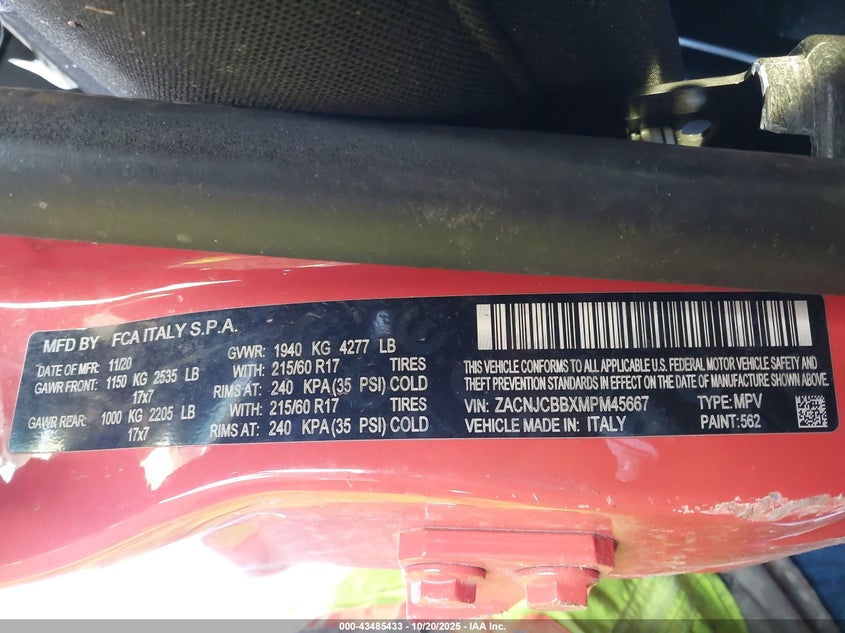 MFD BY FCA ITALY S.P.A.
DATE OF MFR: 11/20 GVWR: 1940 KG 4277 LB
GAWR FRONT: 1150 KG 2535 LB WITH: 215/60 R17 TIRES
17x7 RIMS AT: 240 KPA (35 PSI) COLD
GAWR REAR: 1000 KG 2205 LB WITH: 215/60 R17 TIRES
17x7 RIMS AT: 240 KPA (35 PSI) COLD
THIS VEHICLE CONFORMS TO ALL APPLICABLE U.S. FEDERAL MOTOR VEHICLE SAFETY AND
THEFT PREVENTION STANDARDS IN EFFECT ON THE DATE OF MANUFACTURE SHOWN ABOVE.
VIN: ZACNJCBBXMPM45667 TYPE: MPV
VEHICLE MADE IN: ITALY PAINT: 562
000-43485433 - 10/20/2025 - IAA Inc.